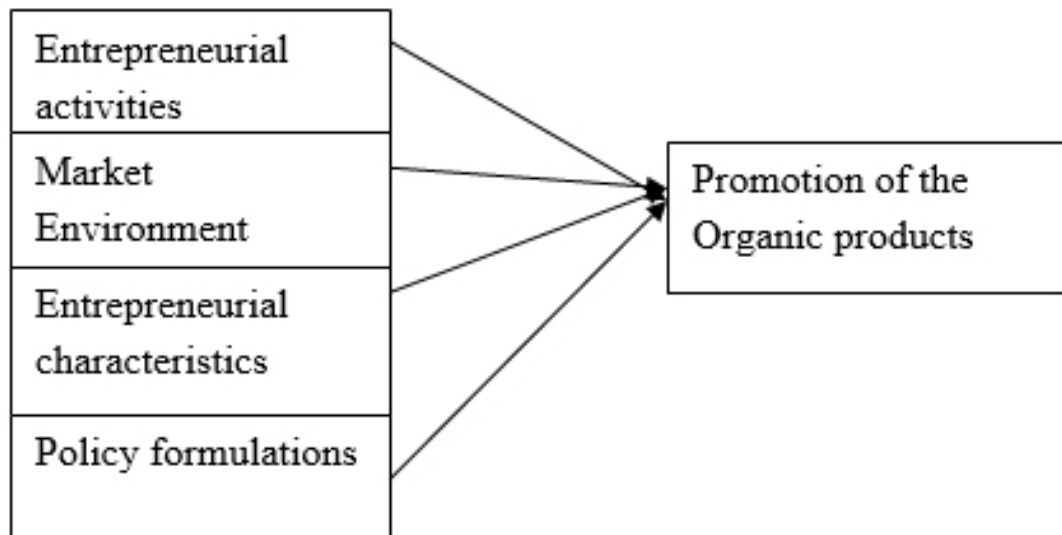 Entrepreneurial
activities
Market
Environment
Entrepreneurial
characteristics
Policy formulations
Promotion of the
Organic products